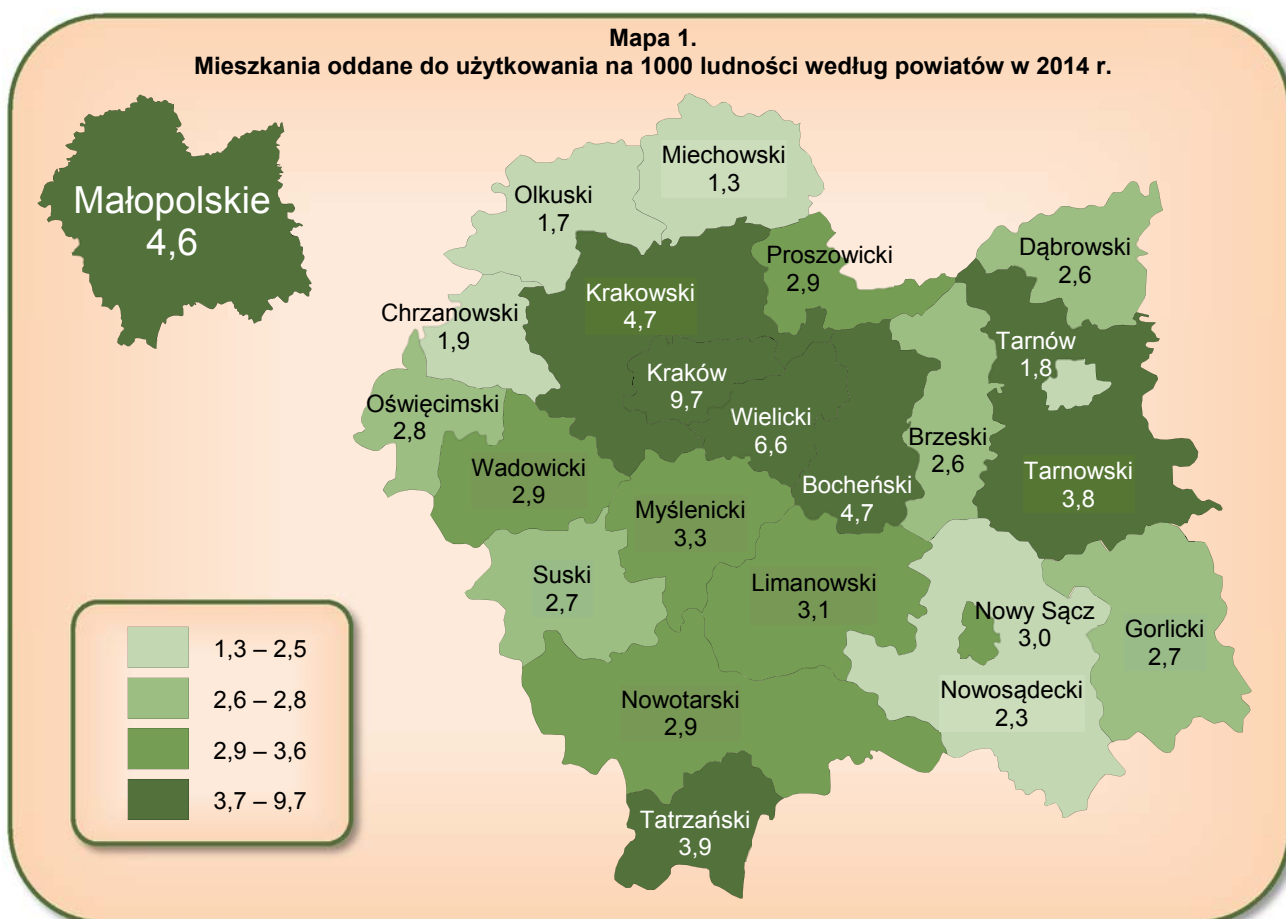 Mapa 1.
Mieszkania oddane do użytkowania na 1000 ludności według powiatów w 2014 r.
Małopolskie
4,6
Miechowski
1,3
Olkuski
1,7
Proszowicki
2,9
Dąbrowski
2,6
Krakowski
4,7
Chrzanowski
1,9
Tarnów
1,8
Kraków
9,7
Oświęcimski
2,8
Wielicki
6,6
Brzeski
2,6
Wadowicki
2,9
Bocheński
4,7
Tarnowski
3,8
Myślenicki
3,3
Suski
2,7
Limanowski
3,1
Nowy Sącz
3,0
Gorlicki
2,7
Nowotarski
2,9
Nowosądecki
2,3
Tatrzański
3,9
1,3 – 2,5
2,6 – 2,8
2,9 – 3,6
3,7 – 9,7